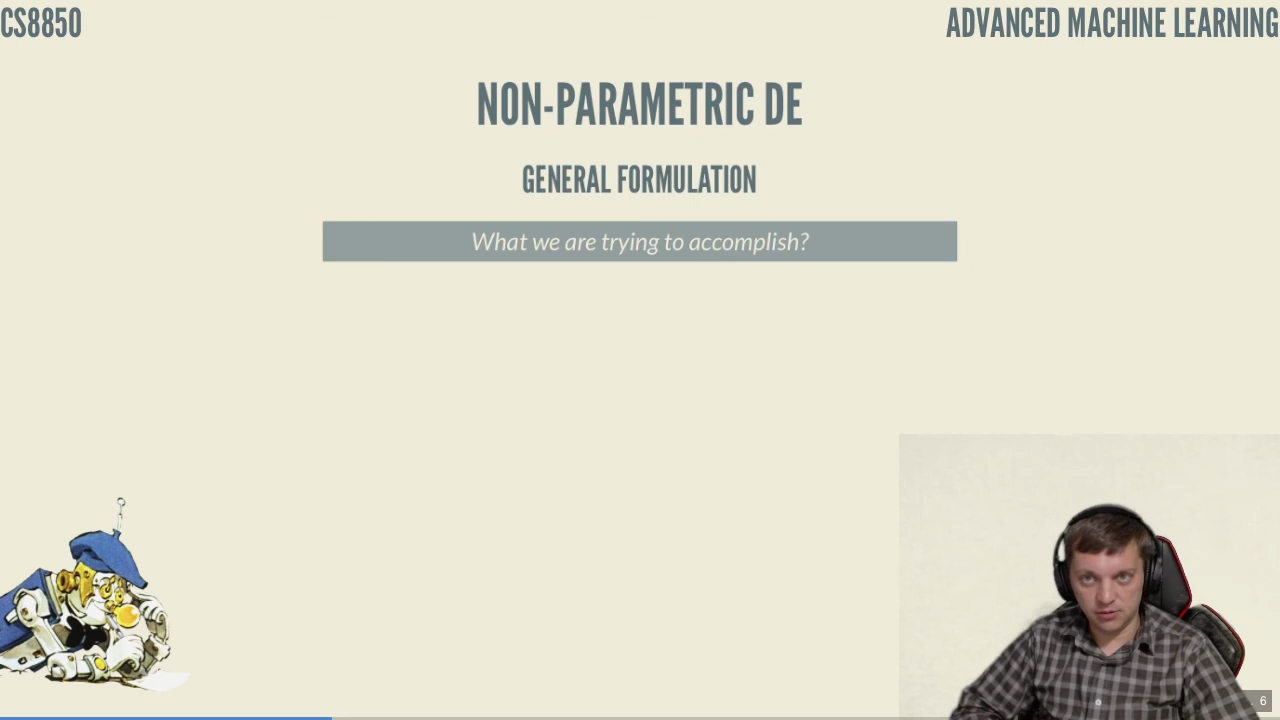 CS8850
ADVANCED MACHINE LEARNING
NON-PARAMETRIC DE
GENERAL FORMULATION
What we are trying to accomplish?
6